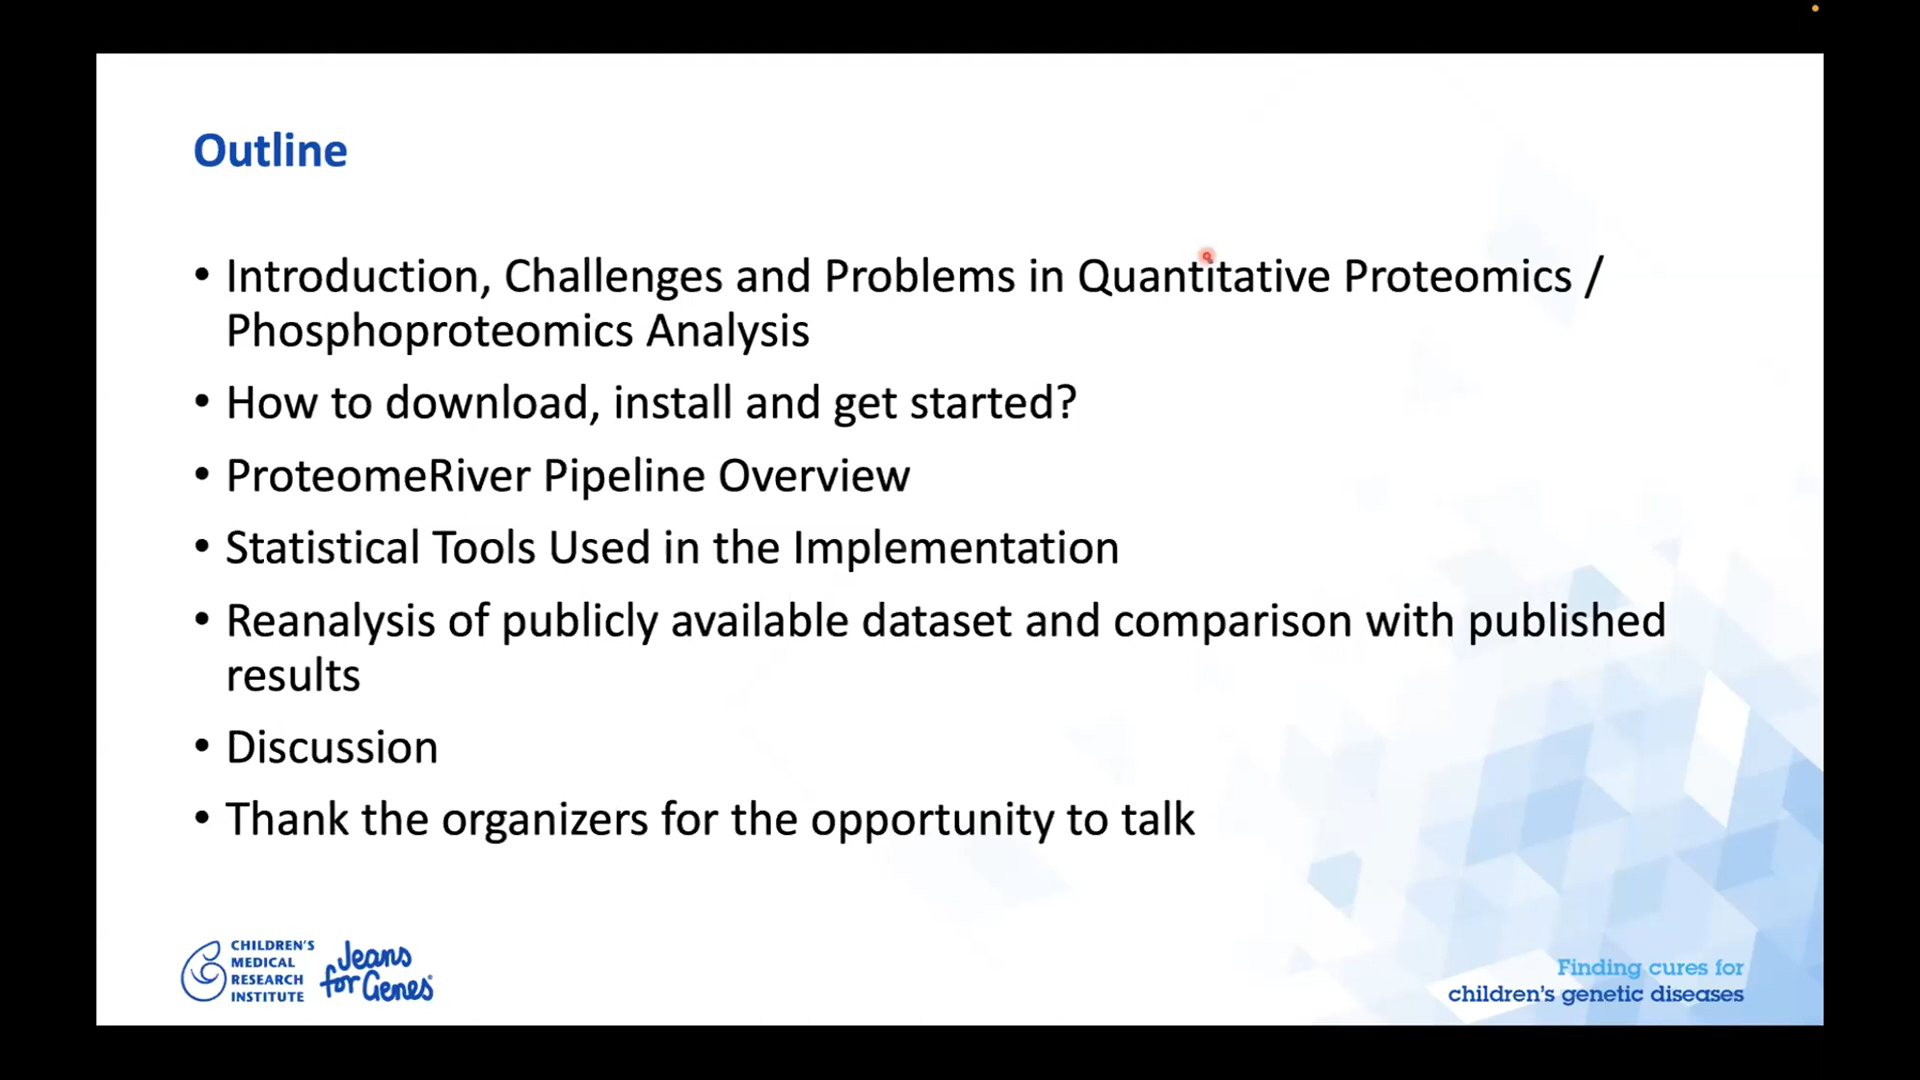 Outline
• Introduction, Challenges and Problems in Quantitative Proteomics /
Phosphoproteomics Analysis
• How to download, install and get started?
• ProteomeRiver Pipeline Overview
• Statistical Tools Used in the Implementation
• Reanalysis of publicly available dataset and comparison with published
results
• Discussion
• Thank the organizers for the opportunity to talk
CHILDREN'S
MEDICAL
RESEARCH
INSTITUTE
Jeans
for Genes®
Finding cures for
children's genetic diseases